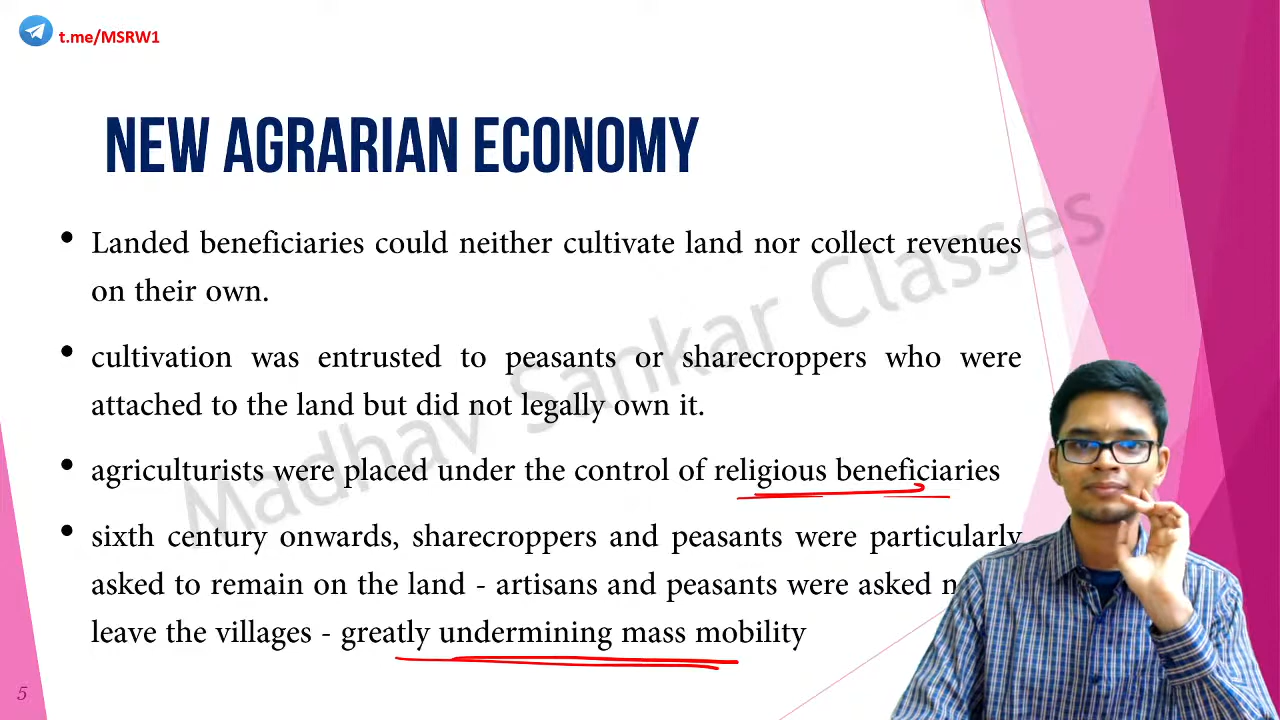 t.me/MSRW1
NEW AGRARIAN ECONOMY
• Landed beneficiaries could neither cultivate land nor collect revenues
on their own.
• cultivation was entrusted to peasants or sharecroppers who were
attached to the land but did not legally own it.
• agriculturists were placed under the control of religious beneficiaries
• sixth century onwards, sharecroppers and peasants were particularly
asked to remain on the land - artisans and peasants were asked
leave the villages - greatly undermining mass mobility
Madhav Sankar Classes
5